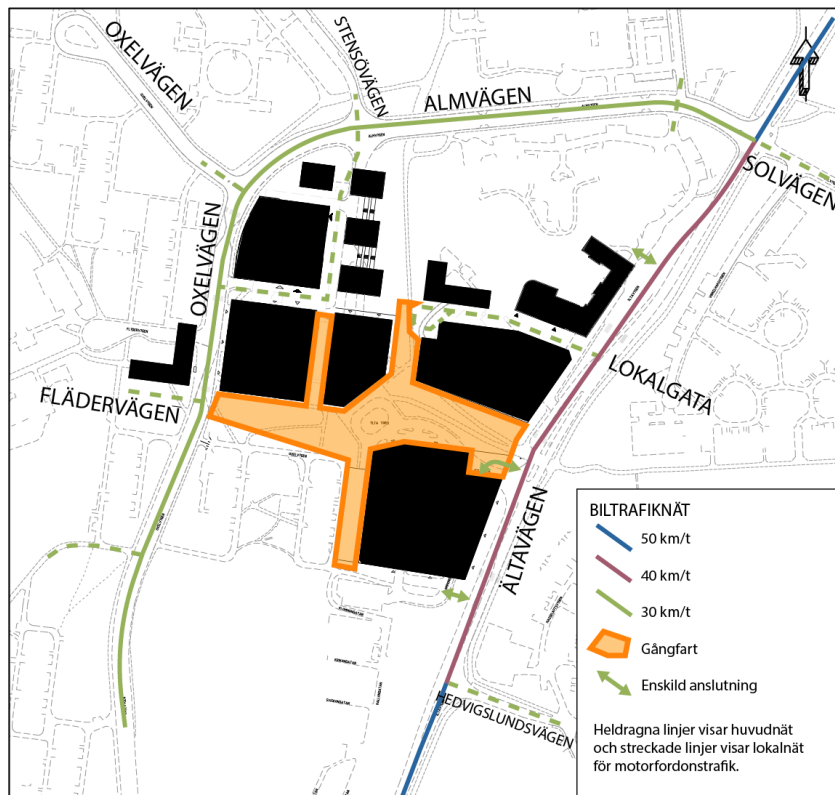 OXELVÄGEN
STENSÖVÄGEN
ALMVÄGEN
SOLVÄGEN
OXELVÄGEN
LOKALGATA
FLÄDERVÄGEN
ÄLTAVÄGEN
HEDVIGSLUNDSVÄGEN
BILTRAFIKNÄT
50 km/t
40 km/t
30 km/t
Gångfart
Enskild anslutning
Heldragna linjer visar huvudnät
och streckade linjer visar lokalnät
för motorfordonstrafik.